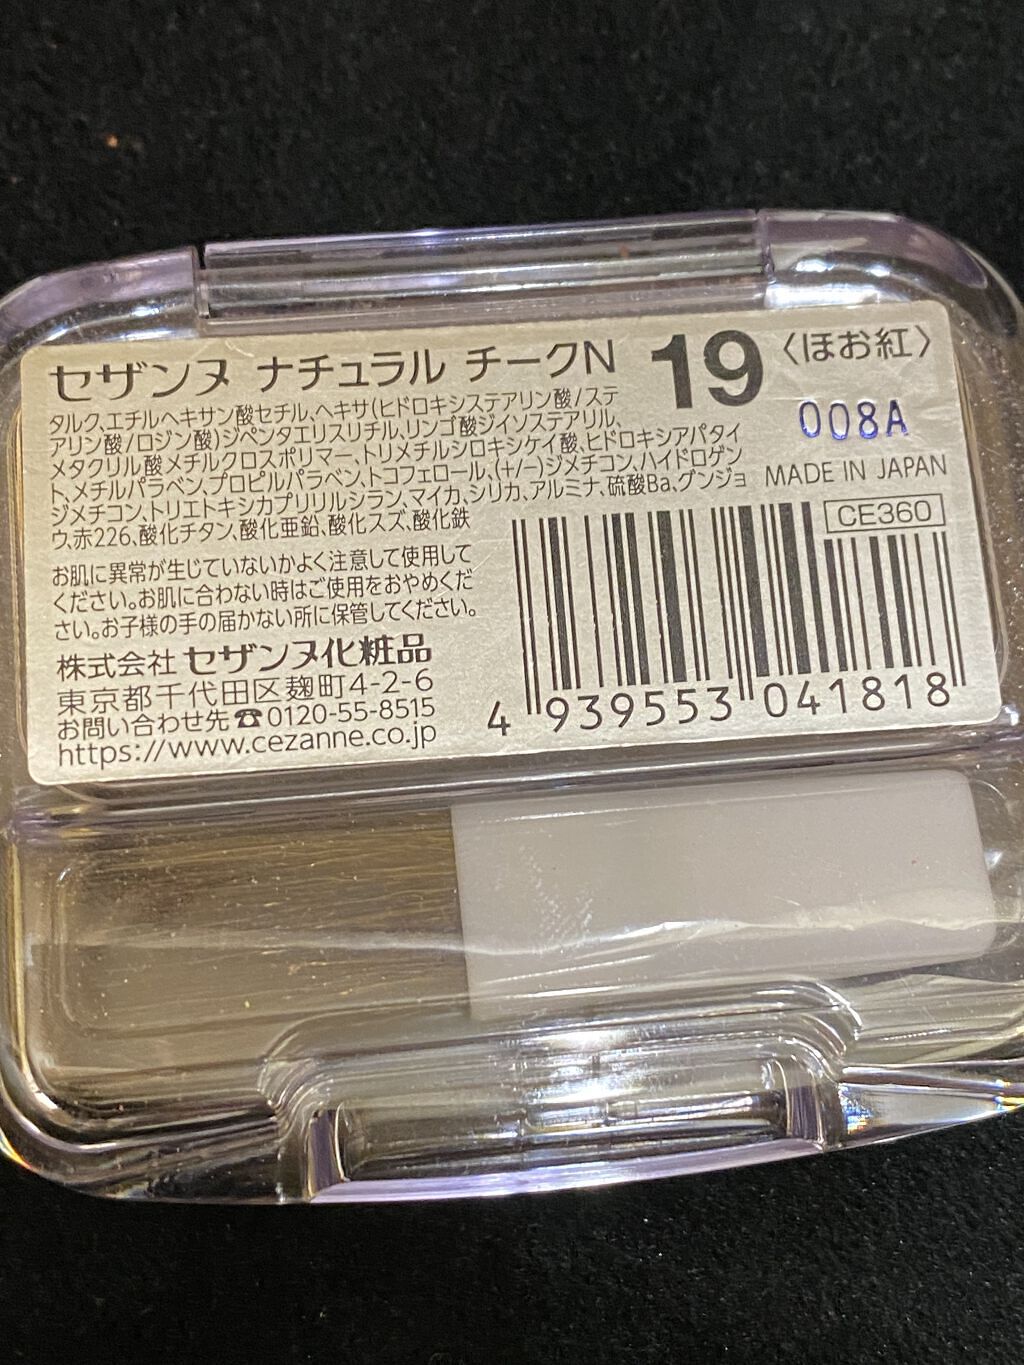 セザンヌ ナチュラル チークN 19 〈ほお紅〉
タルク、エチルヘキサン酸セチル、ヘキサ(ヒドロキシステアリン酸/ステ
アリン酸/ロジン酸)ジペンタエリスリチル、リンゴ酸ジイソステアリル、
メタクリル酸メチルクロスポリマー、トリメチルシロキシケイ酸、ヒドロキシアパタイ
ト、メチルパラベン、プロピルパラベン、トコフェロール、(+/-)ジメチコン、ハイドロゲン
ジメチコン、トリエトキシカプリリルシラン、マイカ、シリカ、アルミナ、硫酸Ba、グンジョ
ウ、赤226、酸化チタン、酸化亜鉛、酸化スズ、酸化鉄
008A
MADE IN JAPAN
CE360
お肌に異常が生じていないかよく注意して使用して
ください。お肌に合わない時はご使用をおやめくだ
さい。お子様の手の届かない所に保管してください。
株式会社 セザンヌ化粧品
東京都千代田区麹町4-2-6
お問い合わせ先☎0120-55-8515
https://www.cezanne.co.jp
4 939553 041818